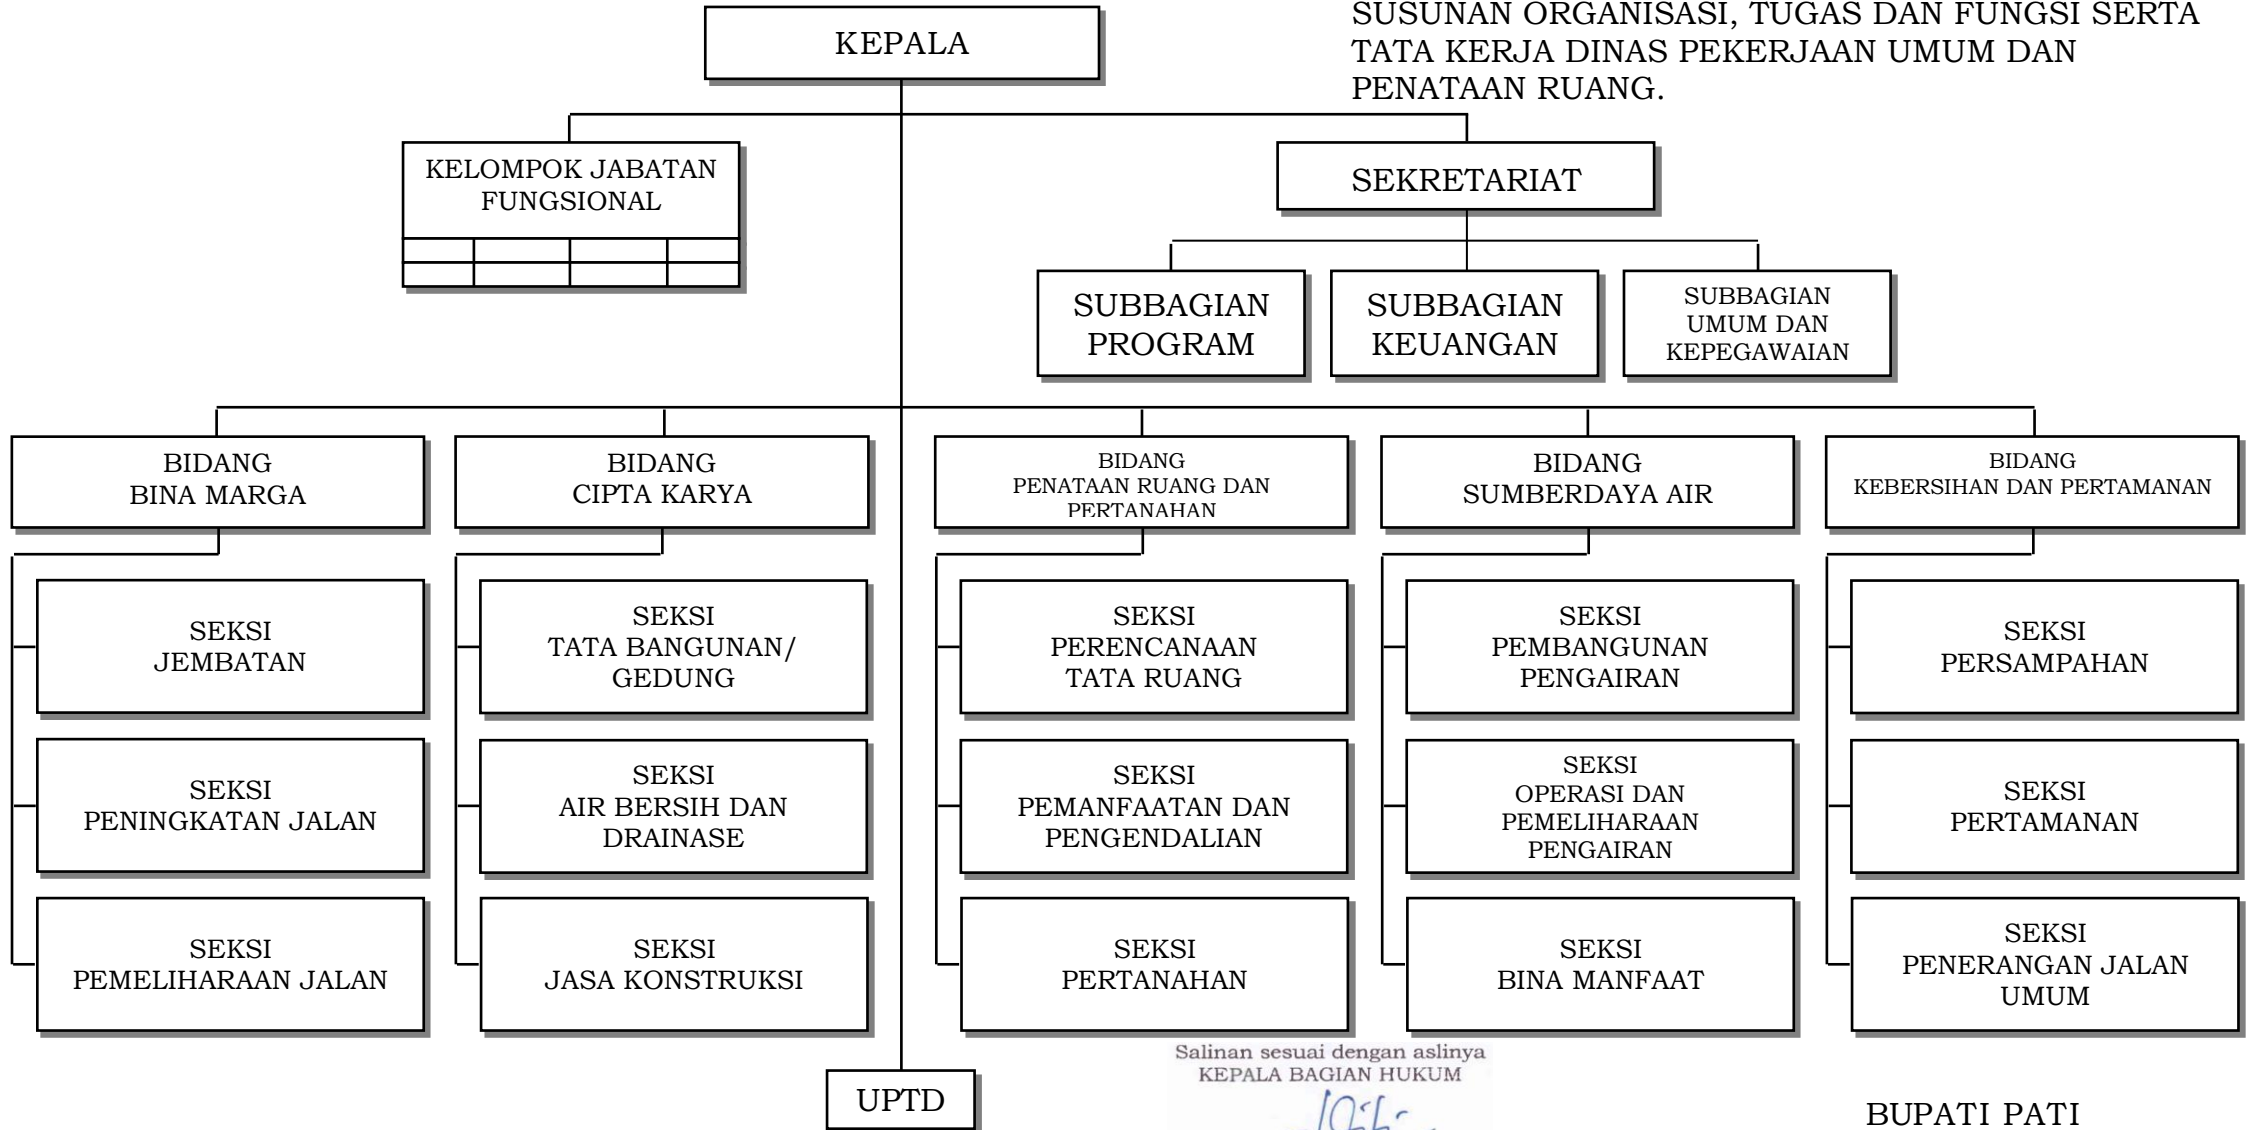 SUSUNAN ORGANISASI, TUGAS DAN FUNGSI SERTA
TATA KERJA DINAS PEKERJAAN UMUM DAN
PENATAAN RUANG.
KEPALA
KELOMPOK JABATAN
FUNGSIONAL
SEKRETARIAT
SUBBAGIAN
PROGRAM
SUBBAGIAN
KEUANGAN
SUBBAGIAN
UMUM DAN
KEPEGAWAIAN
BIDANG
BINA MARGA
BIDANG
CIPTA KARYA
BIDANG
PENATAAN RUANG DAN
PERTANAHAN
BIDANG
SUMBERDAYA AIR
BIDANG
KEBERSIHAN DAN PERTAMANAN
SEKSI
JEMBATAN
SEKSI
TATA BANGUNAN/
GEDUNG
SEKSI
PERENCANAAN
TATA RUANG
SEKSI
PEMBANGUNAN
PENGAIRAN
SEKSI
PERSAMPAHAN
SEKSI
PENINGKATAN JALAN
SEKSI
AIR BERSIH DAN
DRAINASE
SEKSI
PEMANFAATAN DAN
PENGENDALIAN
SEKSI
OPERASI DAN
PEMELIHARAAN
PENGAIRAN
SEKSI
PERTAMANAN
SEKSI
PEMELIHARAAN JALAN
SEKSI
JASA KONSTRUKSI
SEKSI
PERTANAHAN
SEKSI
BINA MANFAAT
SEKSI
PENERANGAN JALAN
UMUM
UPTD
Salinan sesuai dengan aslinya
KEPALA BAGIAN HUKUM
BUPATI PATI